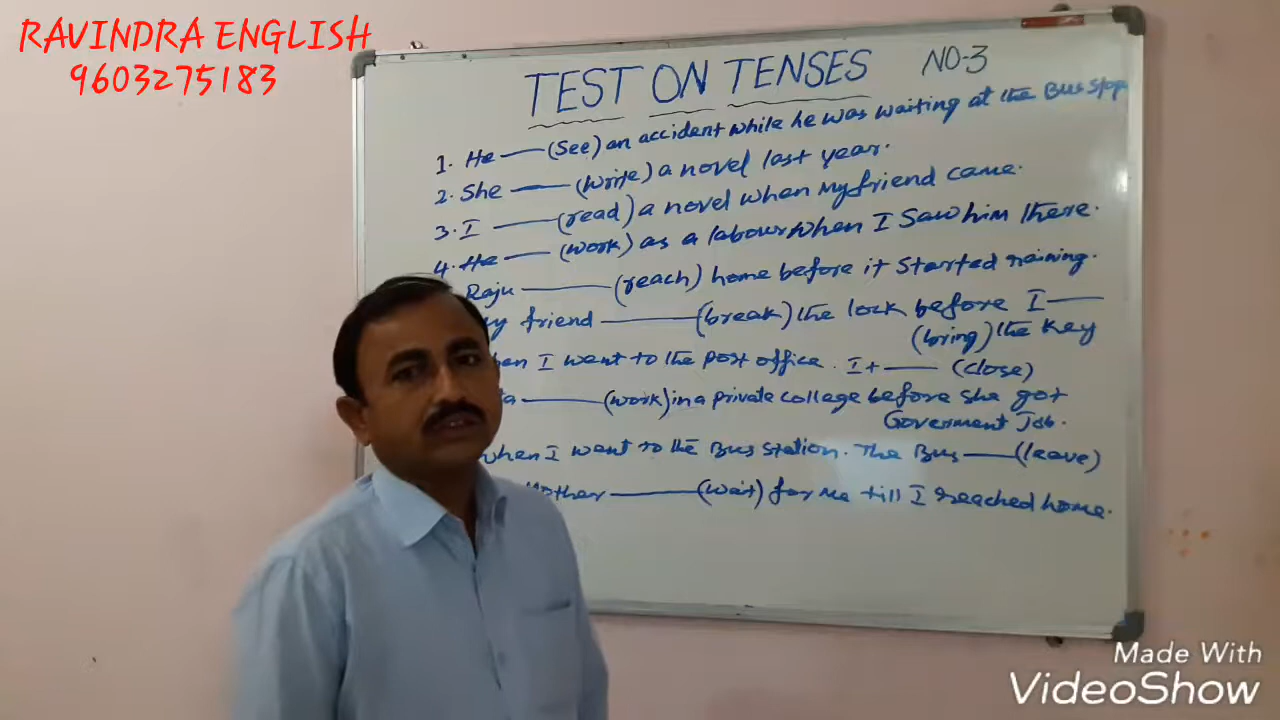 RAVINDRA ENGLISH
9603275183
TEST ON TENSES NO-3
1. He — (See) an accident while he was waiting at the Bus stop
2. She — (write) a novel last year.
3. I — (read) a novel when my friend came.
4. He — (work) as a labour when I saw him there.
Raju — (reach) home before it started raining.
friend — (break) the lock before I —
(bring) the key
I went to the post office. It — (close)
— (work) in a private collage before she got
Goverment Job.
when I went to the Bus station. The Bus — (leave)
Mother — (wait) for me till I reached home.
Made With
VideoShow